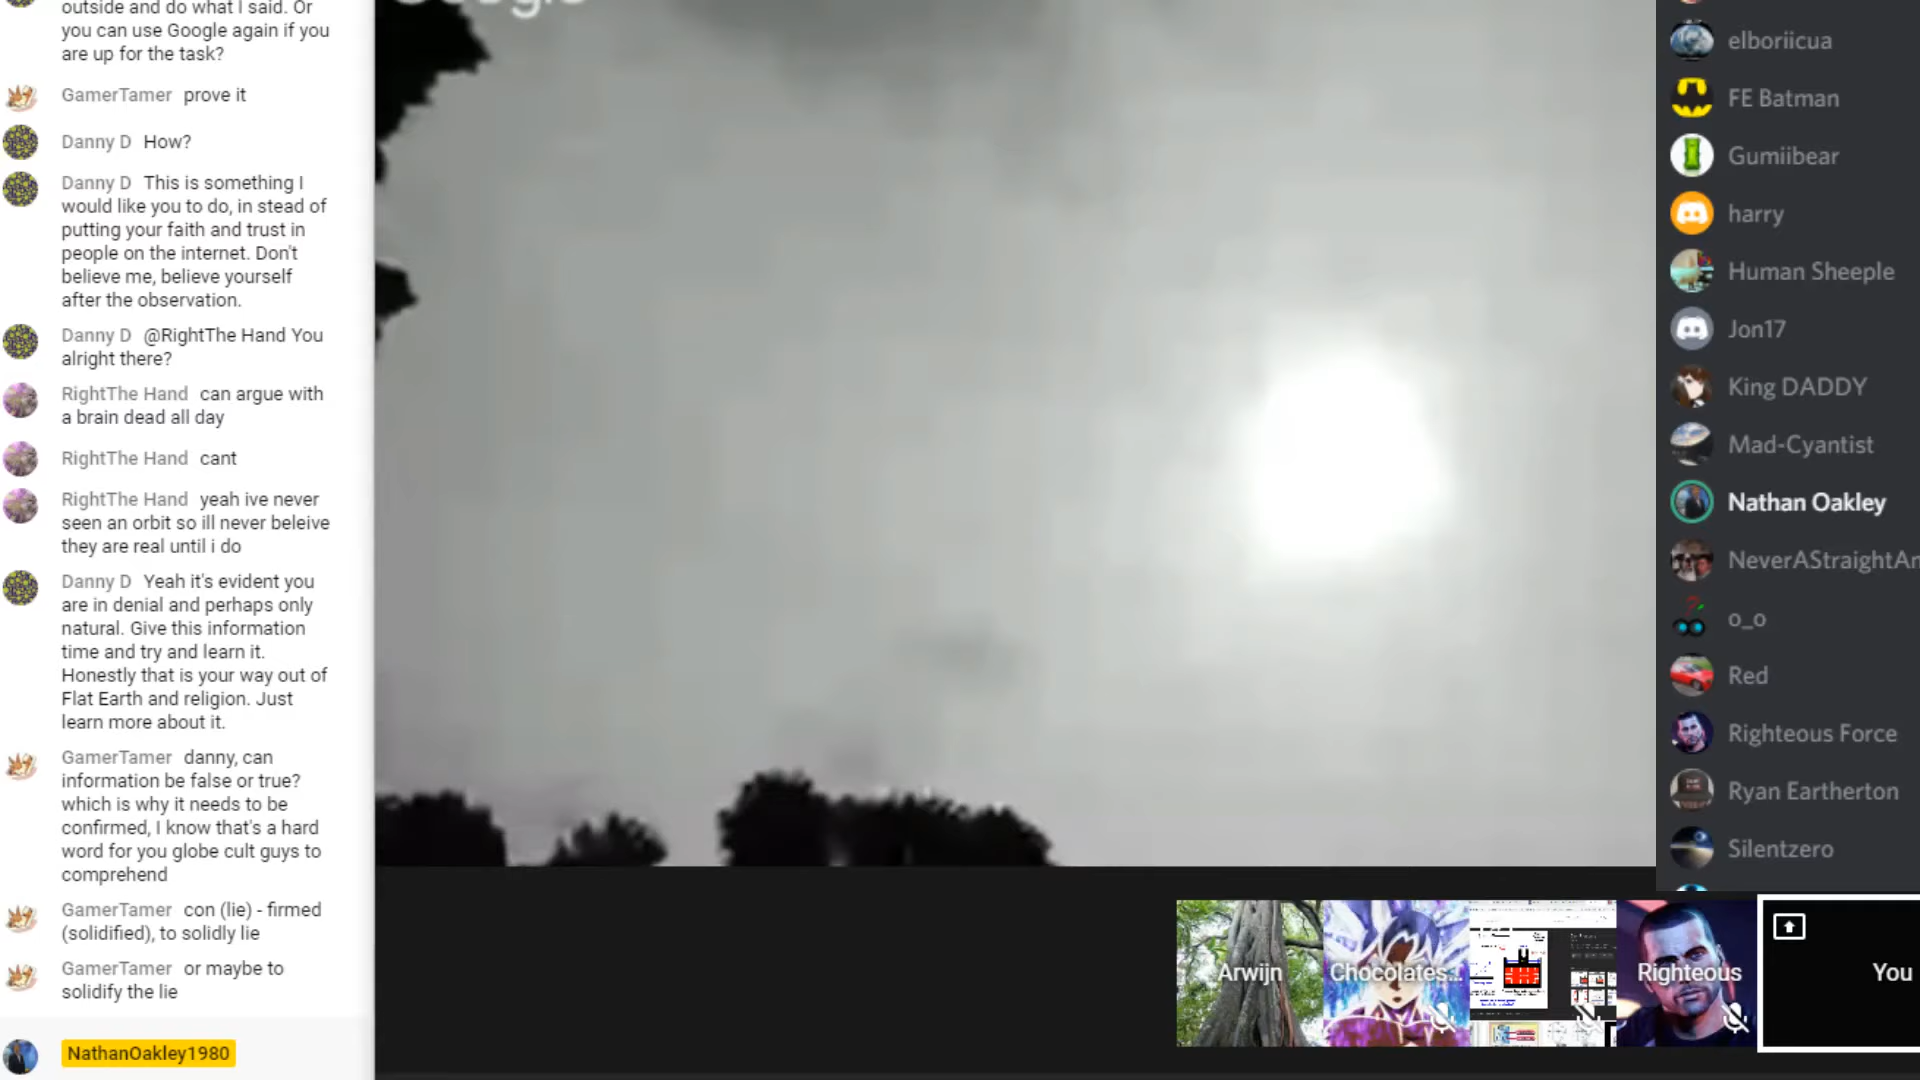 outside and do what I said. Or
you can use Google again if you
are up for the task?
GamerTamer prove it
Danny D How?
Danny D This is something I
would like you to do, in stead of
putting your faith and trust in
people on the internet. Don't
believe me, believe yourself
after the observation.
Danny D @RightThe Hand You
alright there?
RightThe Hand can argue with
a brain dead all day
RightThe Hand cant
RightThe Hand yeah ive never
seen an orbit so ill never beleive
they are real until i do
Danny D Yeah it's evident you
are in denial and perhaps only
natural. Give this information
time and try and learn it.
Honestly that is your way out of
Flat Earth and religion. Just
learn more about it.
GamerTamer danny, can
information be false or true?
which is why it needs to be
confirmed, I know that's a hard
word for you globe cult guys to
comprehend
GamerTamer con (lie) - firmed
(solidified), to solidly lie
GamerTamer or maybe to
solidify the lie
NathanOakley1980
Google
elboriicua
FE Batman
Gumiibear
harry
Human Sheeple
Jon17
King DADDY
Mad-Cyantist
Nathan Oakley
NeverAStraightAn
o_o
Red
Righteous Force
Ryan Eartherton
Silentzero
Arwijn
Chocolates...
Righteous
You